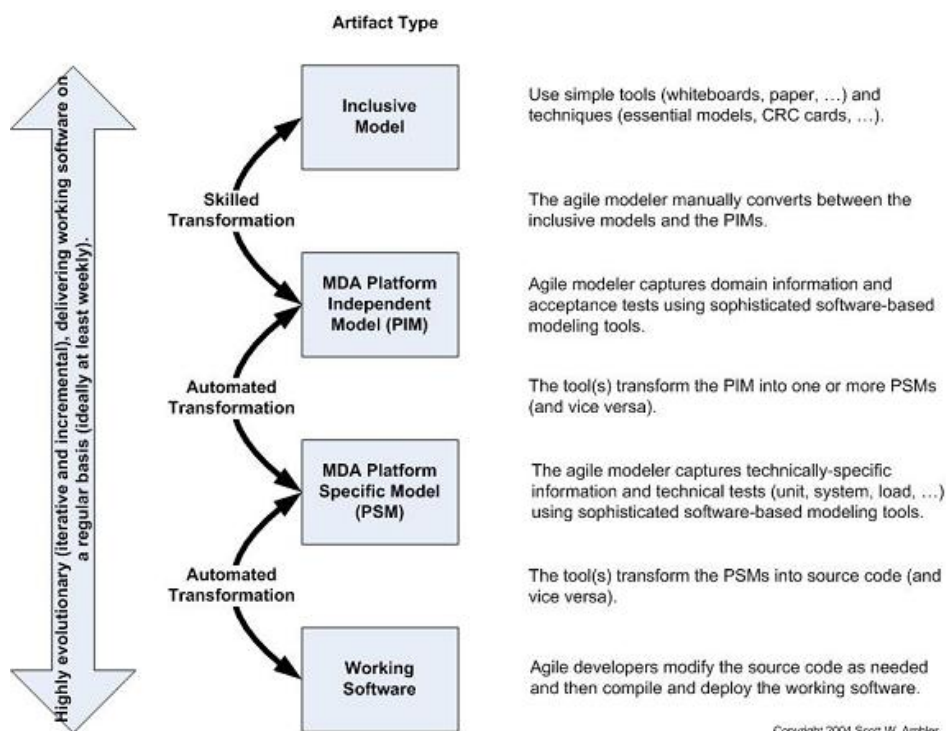 Artifact Type
Highly evolutionary (iterative and incremental), delivering working software on
a regular basis (ideally at least weekly).
Inclusive
Model
Use simple tools (whiteboards, paper, …) and
techniques (essential models, CRC cards, …).
Skilled
Transformation
The agile modeler manually converts between the
inclusive models and the PIMs.
MDA Platform
Independent
Model (PIM)
Agile modeler captures domain information and
acceptance tests using sophisticated software-based
modeling tools.
Automated
Transformation
The tool(s) transform the PIM into one or more PSMs
(and vice versa).
MDA Platform
Specific Model
(PSM)
The agile modeler captures technically-specific
information and technical tests (unit, system, load, …)
using sophisticated software-based modeling tools.
Automated
Transformation
The tool(s) transform the PSMs into source code (and
vice versa).
Working
Software
Agile developers modify the source code as needed
and then compile and deploy the working software.
Copyright 2004 Scott W. Ambler